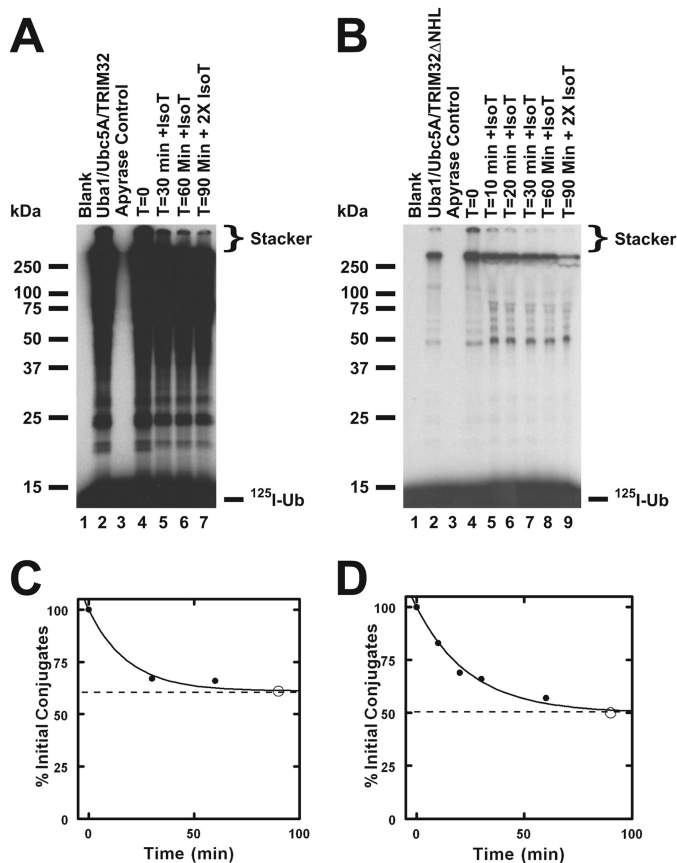 A
Blank
Uba1/Ubc5A/TRIM32
Apyrase Control
T=0
T=30 min +IsoT
T=60 Min +IsoT
T=90 Min + 2X IsoT
kDa
250
100
75
50
37
25
15
Stacker
125I-Ub
1 2 3 4 5 6 7
B
Blank
Uba1/Ubc5A/TRIM32ΔNHL
Apyrase Control
T=0
T=10 min +IsoT
T=20 min +IsoT
T=30 min +IsoT
T=60 Min +IsoT
T=90 Min + 2X IsoT
kDa
250
100
75
50
37
25
15
Stacker
125I-Ub
1 2 3 4 5 6 7 8 9
C
% Initial Conjugates
100
75
50
25
0
0 50 100
Time (min)
D
% Initial Conjugates
100
75
50
25
0
0 50 100
Time (min)